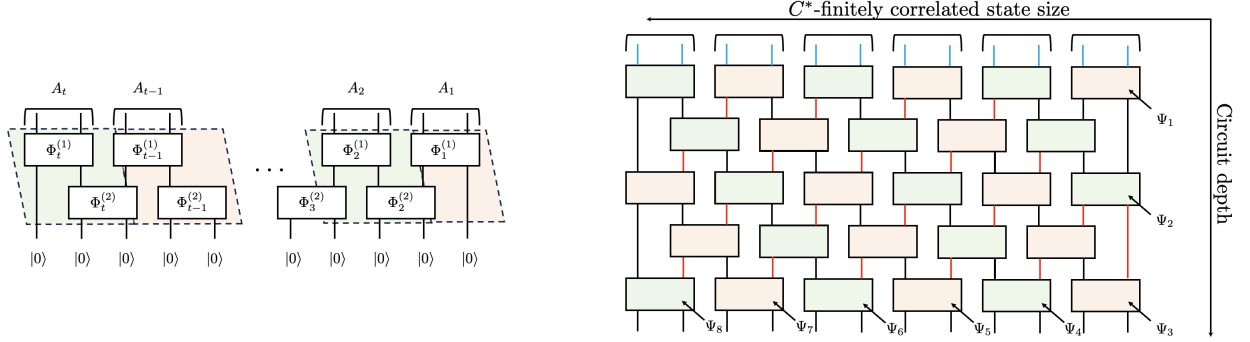 A_t A_{t-1} A_2 A_1
Φ_t^{(1)} Φ_{t-1}^{(1)} Φ_2^{(1)} Φ_1^{(1)}
...
Φ_t^{(2)} Φ_{t-1}^{(2)} Φ_3^{(2)} Φ_2^{(2)}
|0⟩ |0⟩ |0⟩ |0⟩ |0⟩ |0⟩ |0⟩ |0⟩ |0⟩ |0⟩
C*-finitely correlated state size
Circuit depth
Ψ_1
Ψ_2
Ψ_8 Ψ_7 Ψ_6 Ψ_5 Ψ_4 Ψ_3